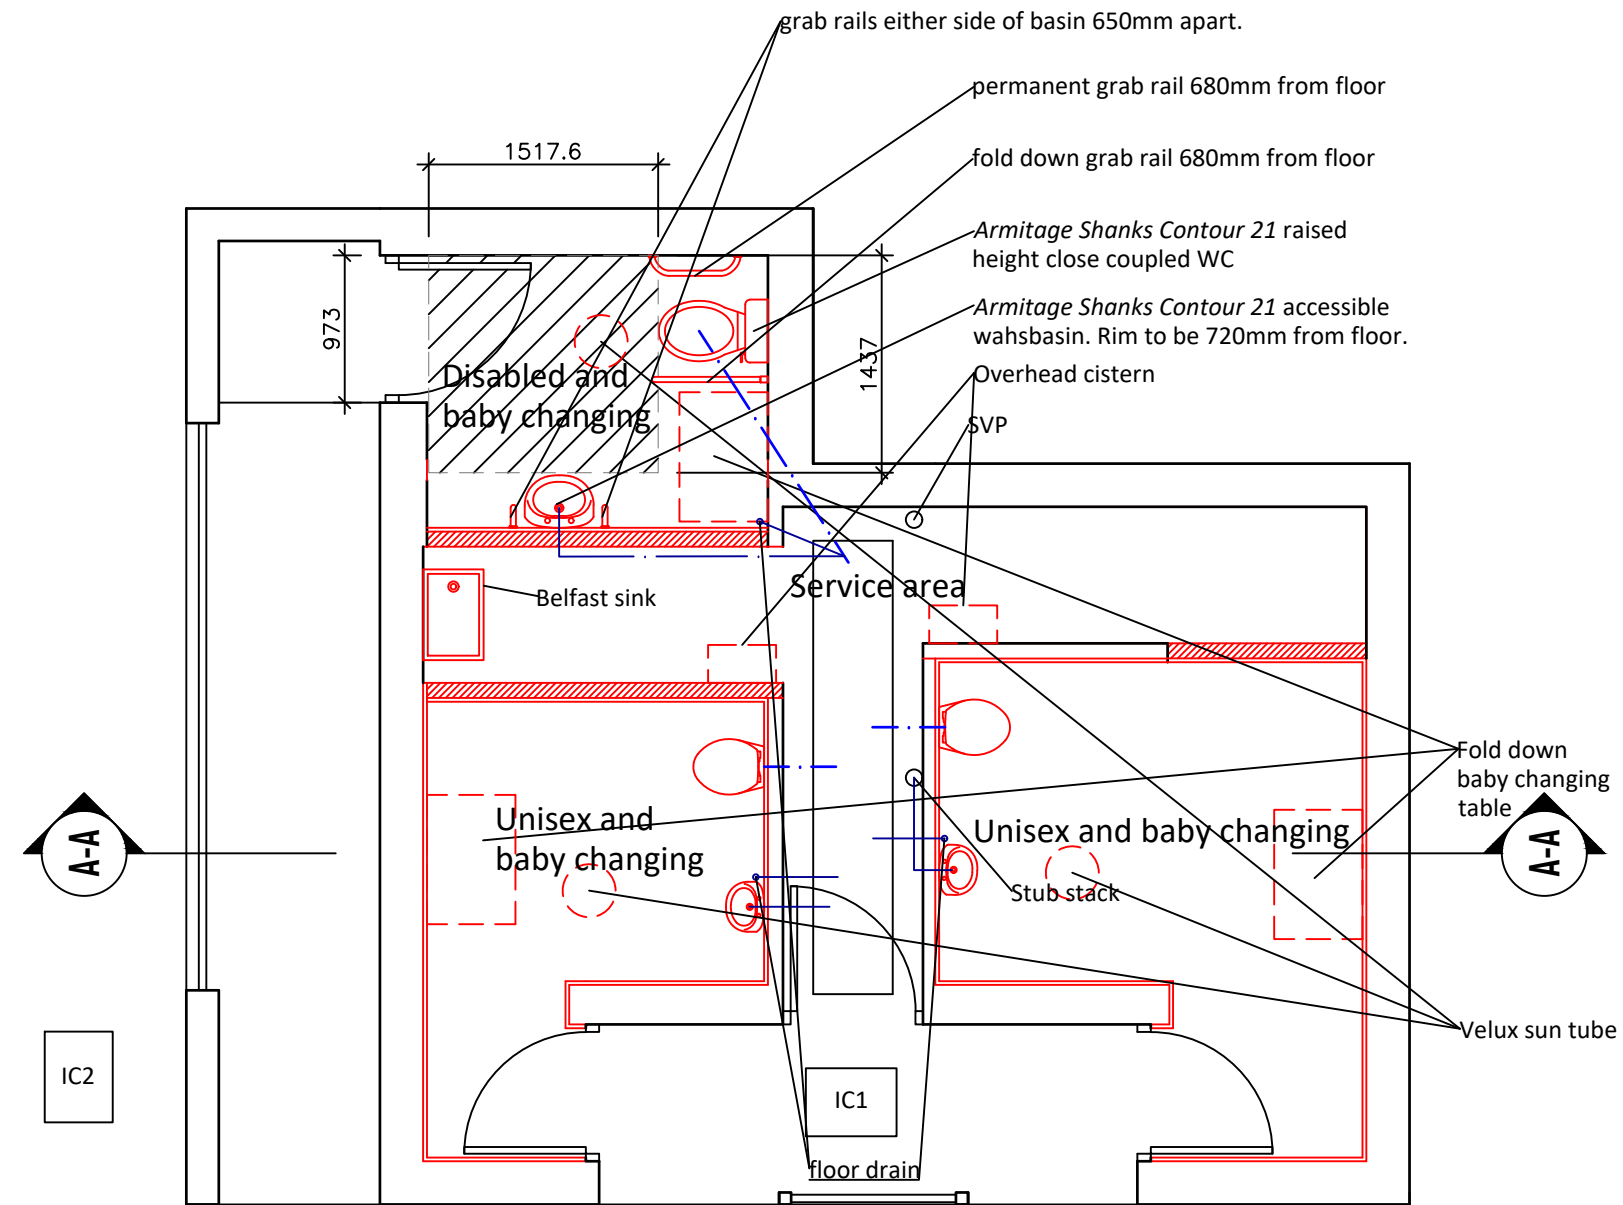 grab rails either side of basin 650mm apart.
permanent grab rail 680mm from floor
1517.6
fold down grab rail 680mm from floor
Armitage Shanks Contour 21 raised
height close coupled WC
Armitage Shanks Contour 21 accessible
wahsbasin. Rim to be 720mm from floor.
973
1437
Overhead cistern
Disabled and
baby changing
SVP
Service area
Belfast sink
Fold down
baby changing
table
Unisex and
baby changing
Unisex and baby changing
A-A
A-A
Stub stack
Velux sun tube
IC2
IC1
floor drain